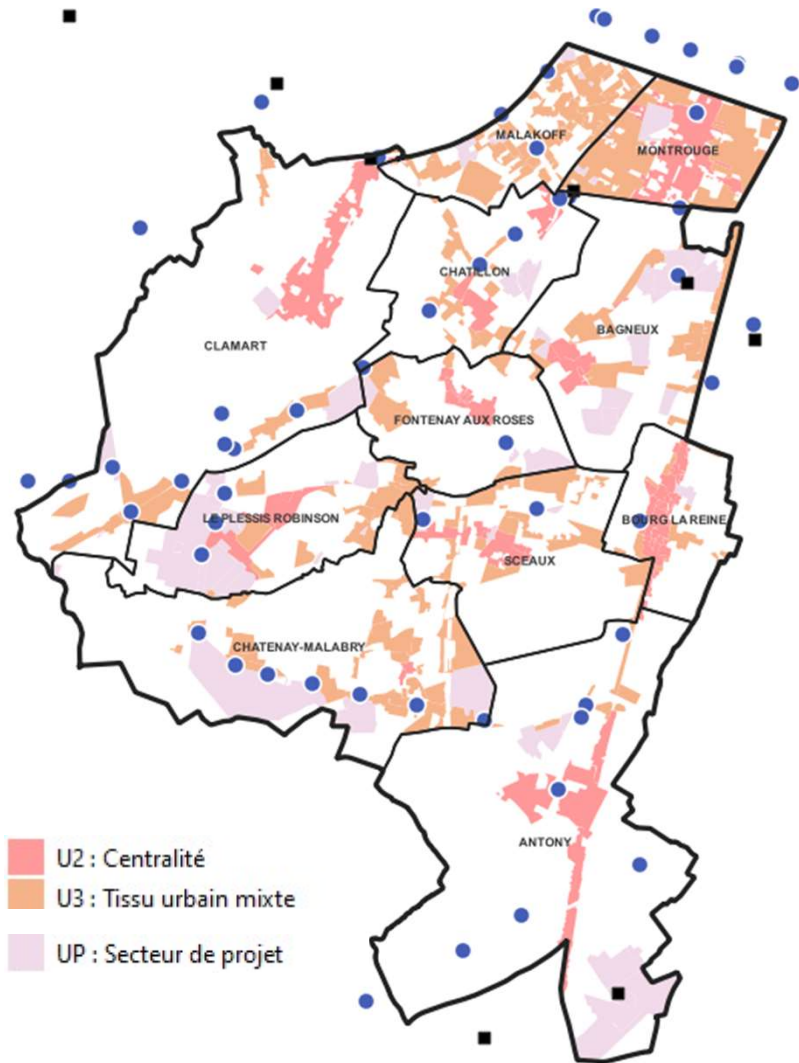 MALAKOFF
MONTROUGE
CHATILLON
BAGNEUX
CLAMART
FONTENAY AUX ROSES
LE PLESSIS ROBINSON
BOURG LA REINE
SCEAUX
CHATENAY-MALABRY
ANTONY
U2 : Centralité
U3 : Tissu urbain mixte
UP : Secteur de projet